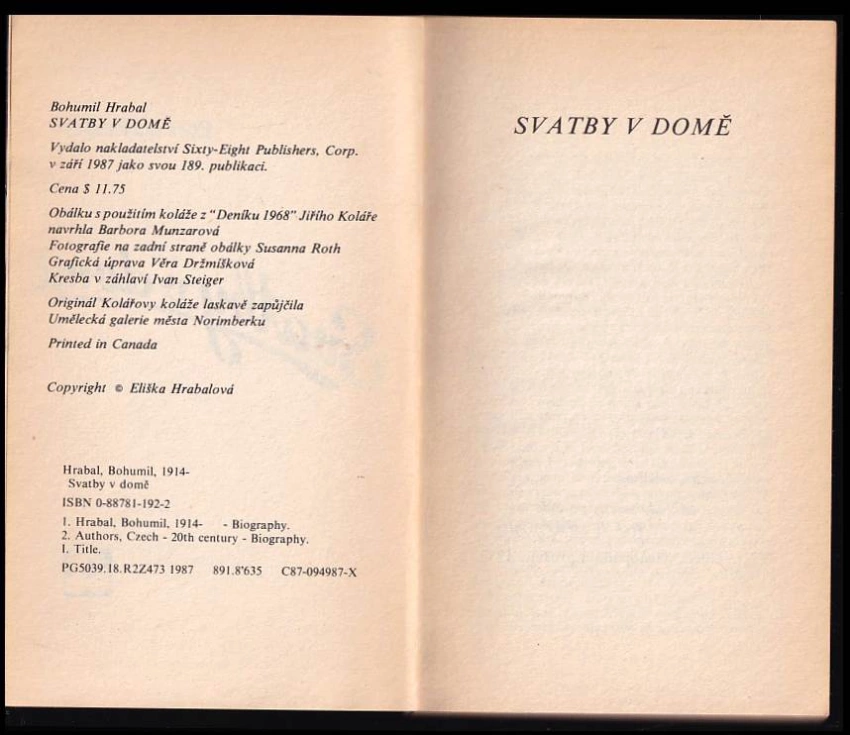 Bohumil Hrabal
SVATBY V DOMĚ
Vydalo nakladatelství Sixty-Eight Publishers, Corp.
v září 1987 jako svou 189. publikaci.
Cena $ 11.75
Obálku s použitím koláže z "Deníku 1968" Jiřího Koláře
navrhla Barbora Munzarová
Fotografie na zadní straně obálky Susanna Roth
Grafická úprava Věra Držmíšková
Kresba v záhlaví Ivan Steiger
Originál Kolářovy koláže laskavě zapůjčila
Umělecká galerie města Norimberku
Printed in Canada
Copyright © Eliška Hrabalová
Hrabal, Bohumil, 1914-
Svatby v domě
ISBN 0-88781-192-2
1. Hrabal, Bohumil, 1914- - Biography.
2. Authors, Czech - 20th century - Biography.
I. Title.
PG5039.18.R2Z473 1987 891.8'635 C87-094987-X
SVATBY V DOMĚ